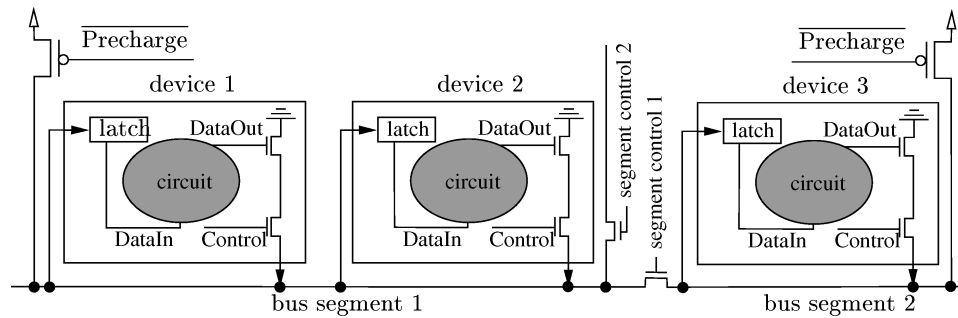 Precharge
Precharge
device 1
device 2
device 3
segment control 2
segment control 1
latch
DataOut
circuit
DataIn
Control
latch
DataOut
circuit
DataIn
Control
latch
DataOut
circuit
DataIn
Control
bus segment 1
bus segment 2